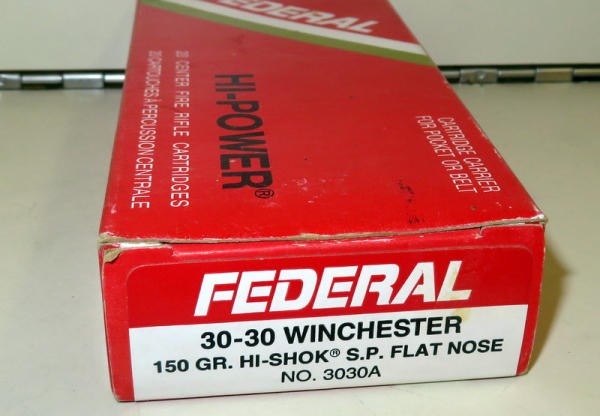 FEDERAL
HI-POWER®
20 CENTER FIRE RIFLE CARTRIDGES
20 CARTOUCHES À PERCUSSION CENTRALE
CARTRIDGE CARRIER
FOR POCKET OR BELT
FEDERAL
30-30 WINCHESTER
150 GR. HI-SHOK® S.P. FLAT NOSE
NO. 3030A